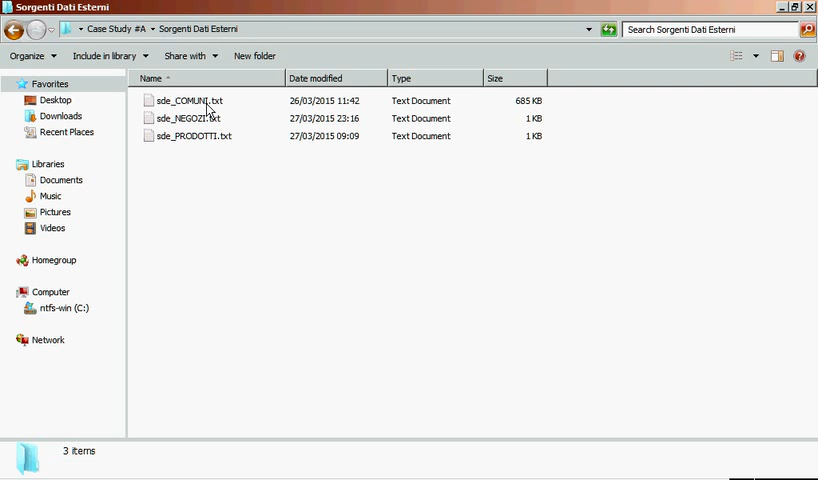 Sorgenti Dati Esterni
Case Study #A Sorgenti Dati Esterni
Search Sorgenti Dati Esterni
Organize Include in library Share with New folder
Favorites
Desktop
Downloads
Recent Places
Libraries
Documents
Music
Pictures
Videos
Homegroup
Computer
ntfs-win (C:)
Network
Name Date modified Type Size
sde_COMUNI.txt 26/03/2015 11:42 Text Document 685 KB
sde_NEGOZI.txt 27/03/2015 23:16 Text Document 1 KB
sde_PRODOTTI.txt 27/03/2015 09:09 Text Document 1 KB
3 items